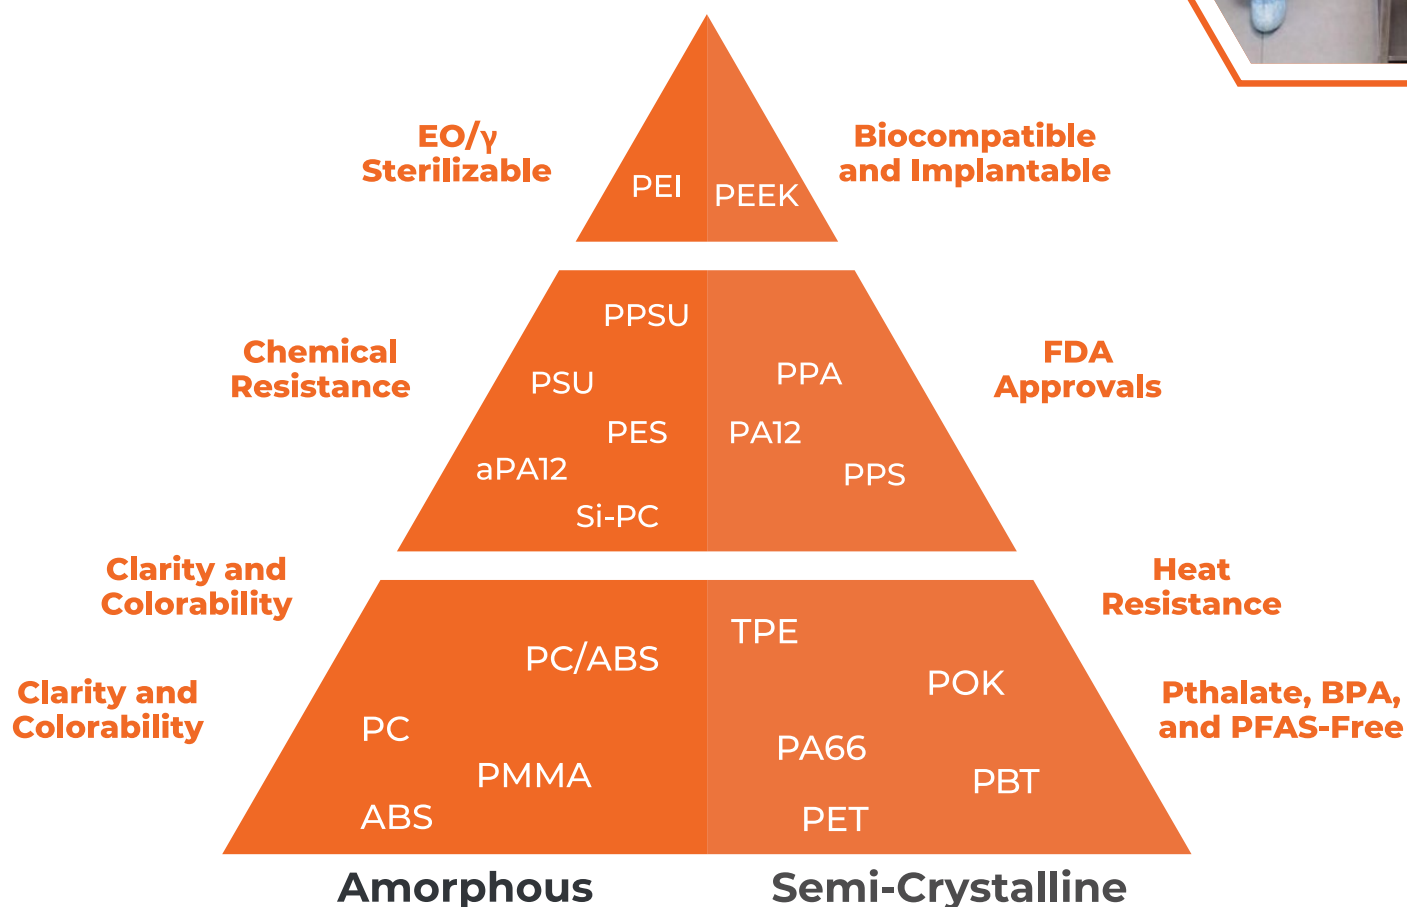 EO/γ
Sterilizable
Biocompatible
and Implantable
PEI
PEEK
Chemical
Resistance
PPSU
PSU
PES
aPA12
Si-PC
PPA
PA12
PPS
FDA
Approvals
Clarity and
Colorability
Heat
Resistance
Clarity and
Colorability
PC/ABS
PC
PMMA
ABS
TPE
POK
PA66
PBT
PET
Pthalate, BPA,
and PFAS-Free
Amorphous
Semi-Crystalline